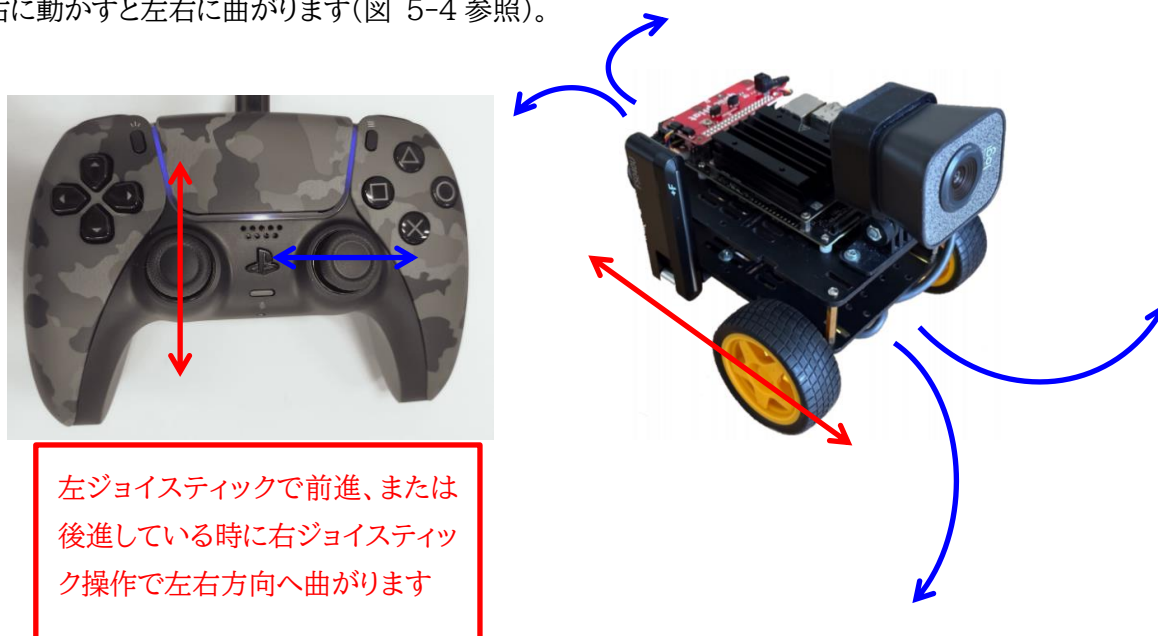 右に動かすと左右に曲がります(図 5-4 参照)。
左ジョイスティックで前進、または
後進している時に右ジョイスティッ
ク操作で左右方向へ曲がります